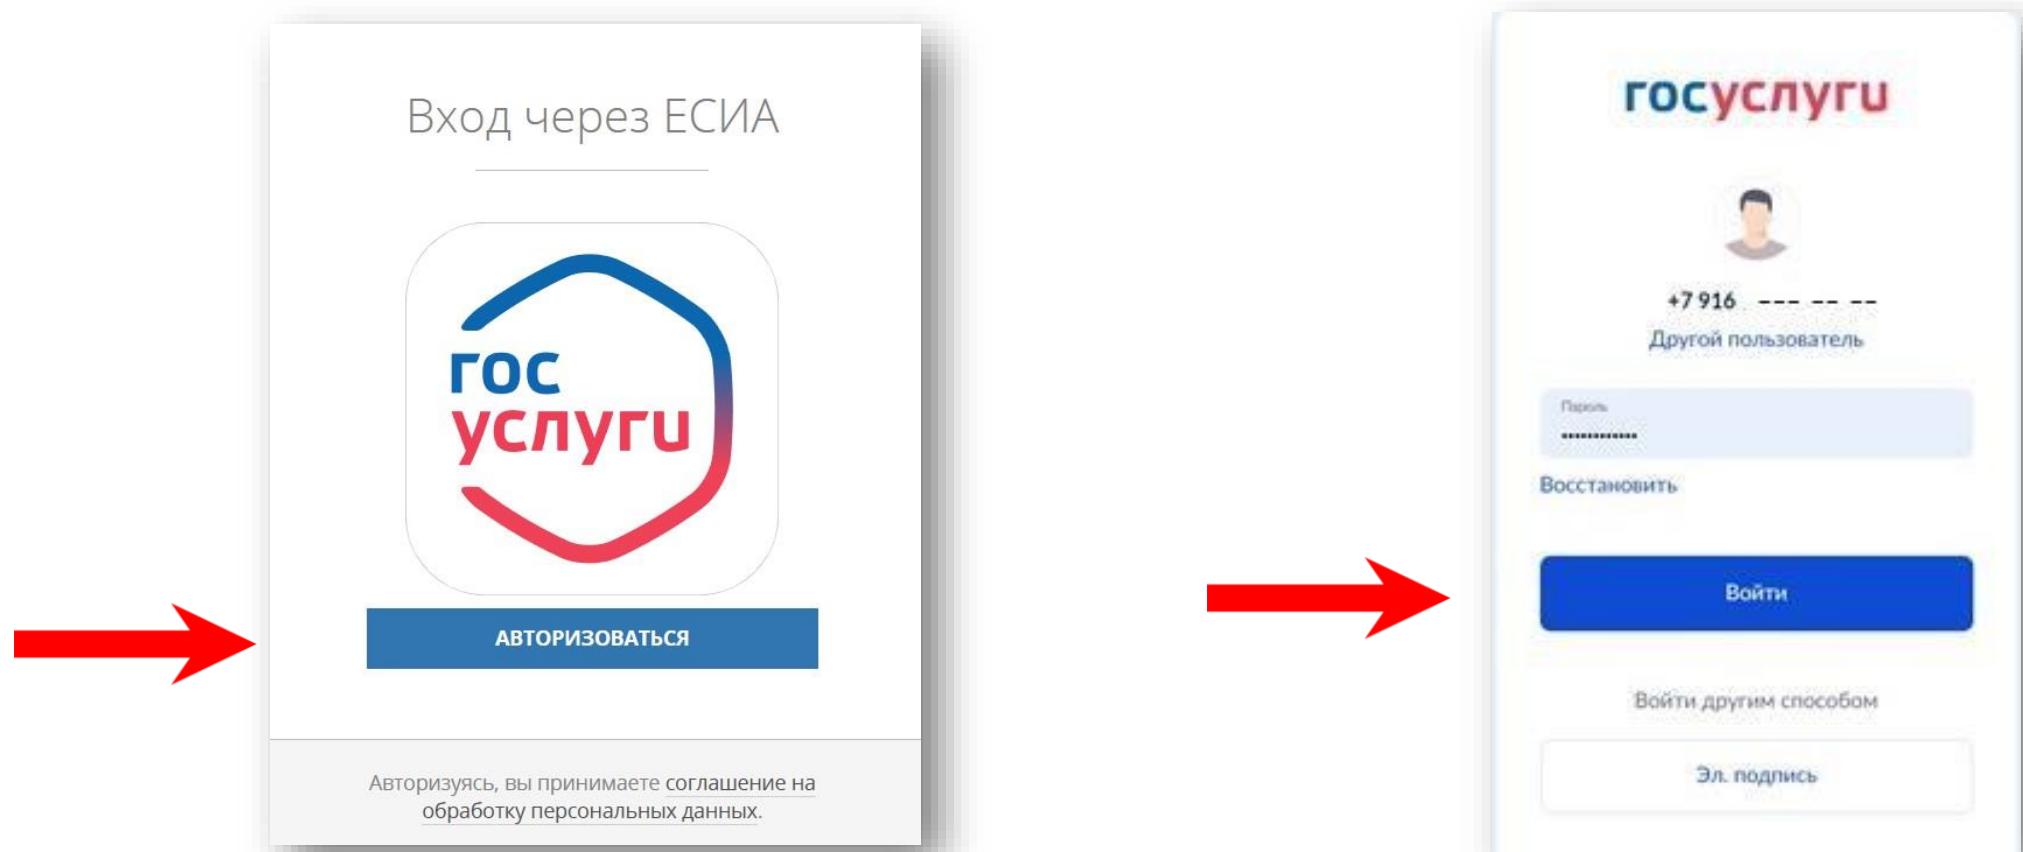 Вход через ЕСИА
гос
услуги
АВТОРИЗОВАТЬСЯ
Авторизуясь, вы принимаете соглашение на
обработку персональных данных.
госуслуги
+7 916 --- -- --
Другой пользователь
Пароль
••••••••••••
Восстановить
Войти
Войти другим способом
Эл. подпись